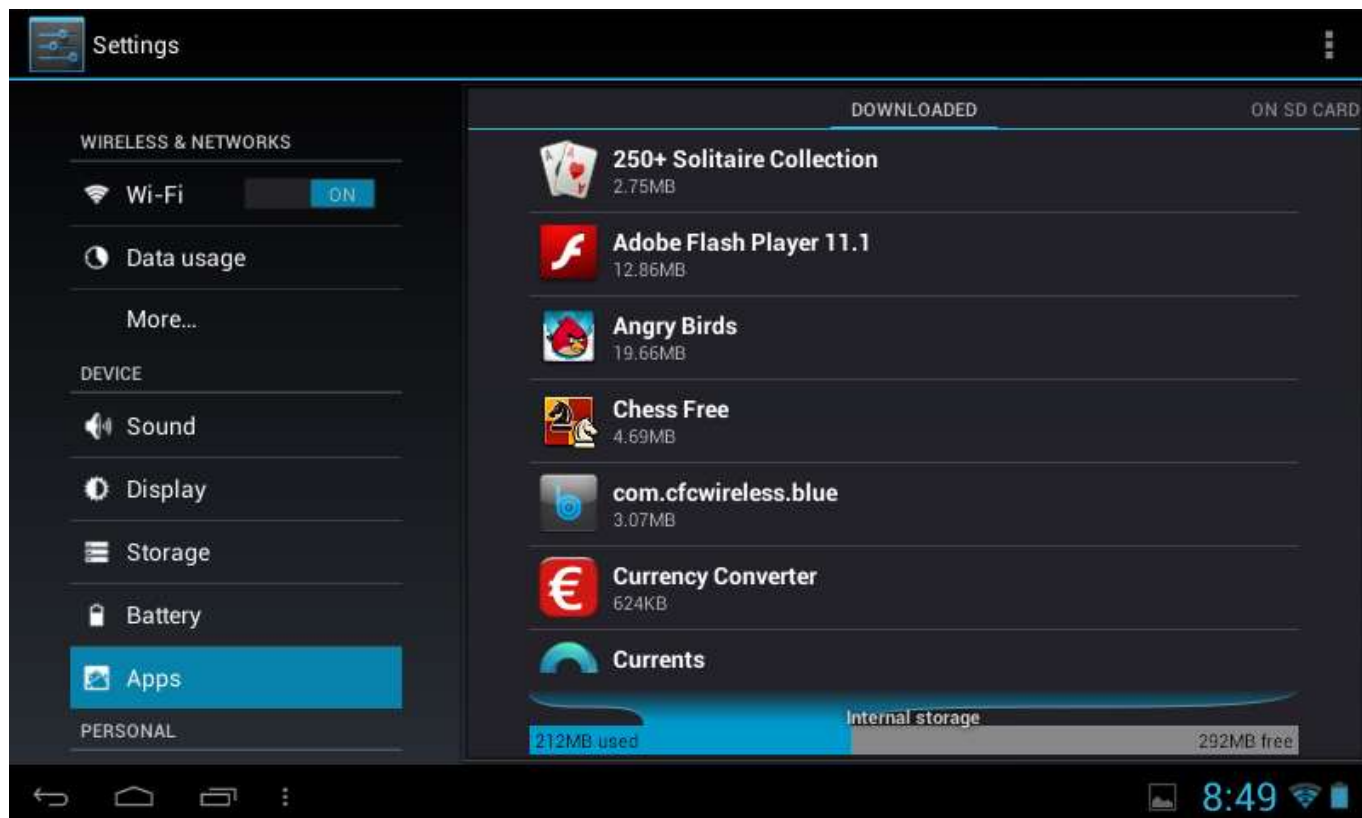 Settings
WIRELESS & NETWORKS
Wi-Fi
ON
Data usage
More...
DEVICE
Sound
Display
Storage
Battery
Apps
PERSONAL
DOWNLOADED
ON SD CARD
250+ Solitaire Collection
2.75MB
Adobe Flash Player 11.1
12.86MB
Angry Birds
19.66MB
Chess Free
4.69MB
com.cfcwireless.blue
3.07MB
Currency Converter
624KB
Currents
Internal storage
212MB used
292MB free
8:49